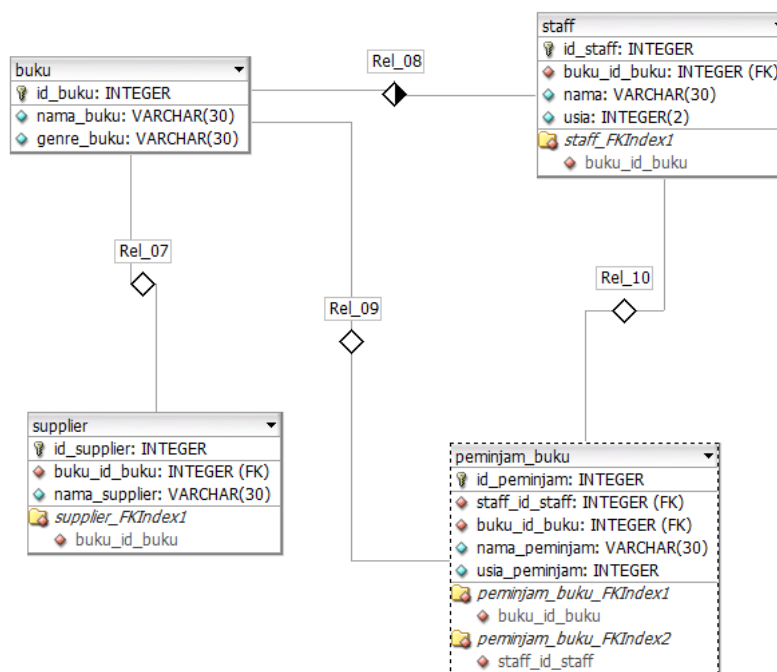 buku
id_buku: INTEGER
nama_buku: VARCHAR(30)
genre_buku: VARCHAR(30)
Rel_08
staff
id_staff: INTEGER
buku_id_buku: INTEGER (FK)
nama: VARCHAR(30)
usia: INTEGER(2)
staff_FKIndex1
buku_id_buku
Rel_07
Rel_09
Rel_10
supplier
id_supplier: INTEGER
buku_id_buku: INTEGER (FK)
nama_supplier: VARCHAR(30)
supplier_FKIndex1
buku_id_buku
peminjam_buku
id_peminjam: INTEGER
staff_id_staff: INTEGER (FK)
buku_id_buku: INTEGER (FK)
nama_peminjam: VARCHAR(30)
usia_peminjam: INTEGER
peminjam_buku_FKIndex1
buku_id_buku
peminjam_buku_FKIndex2
staff_id_staff